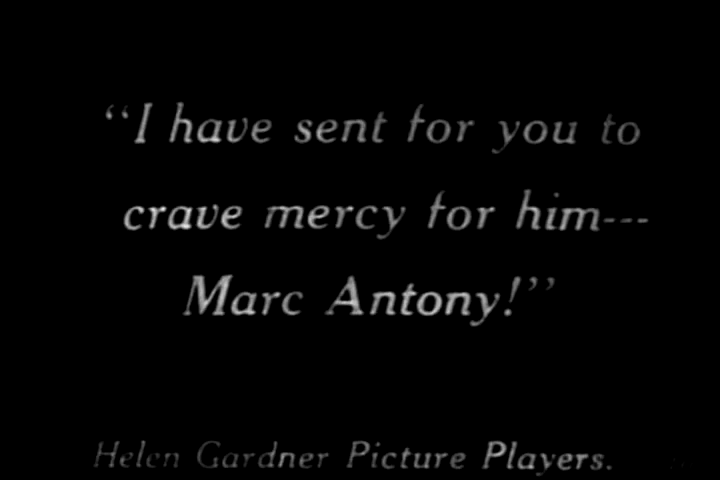 "I have sent for you to
crave mercy for him---
Marc Antony!"
Helen Gardner Picture Players.